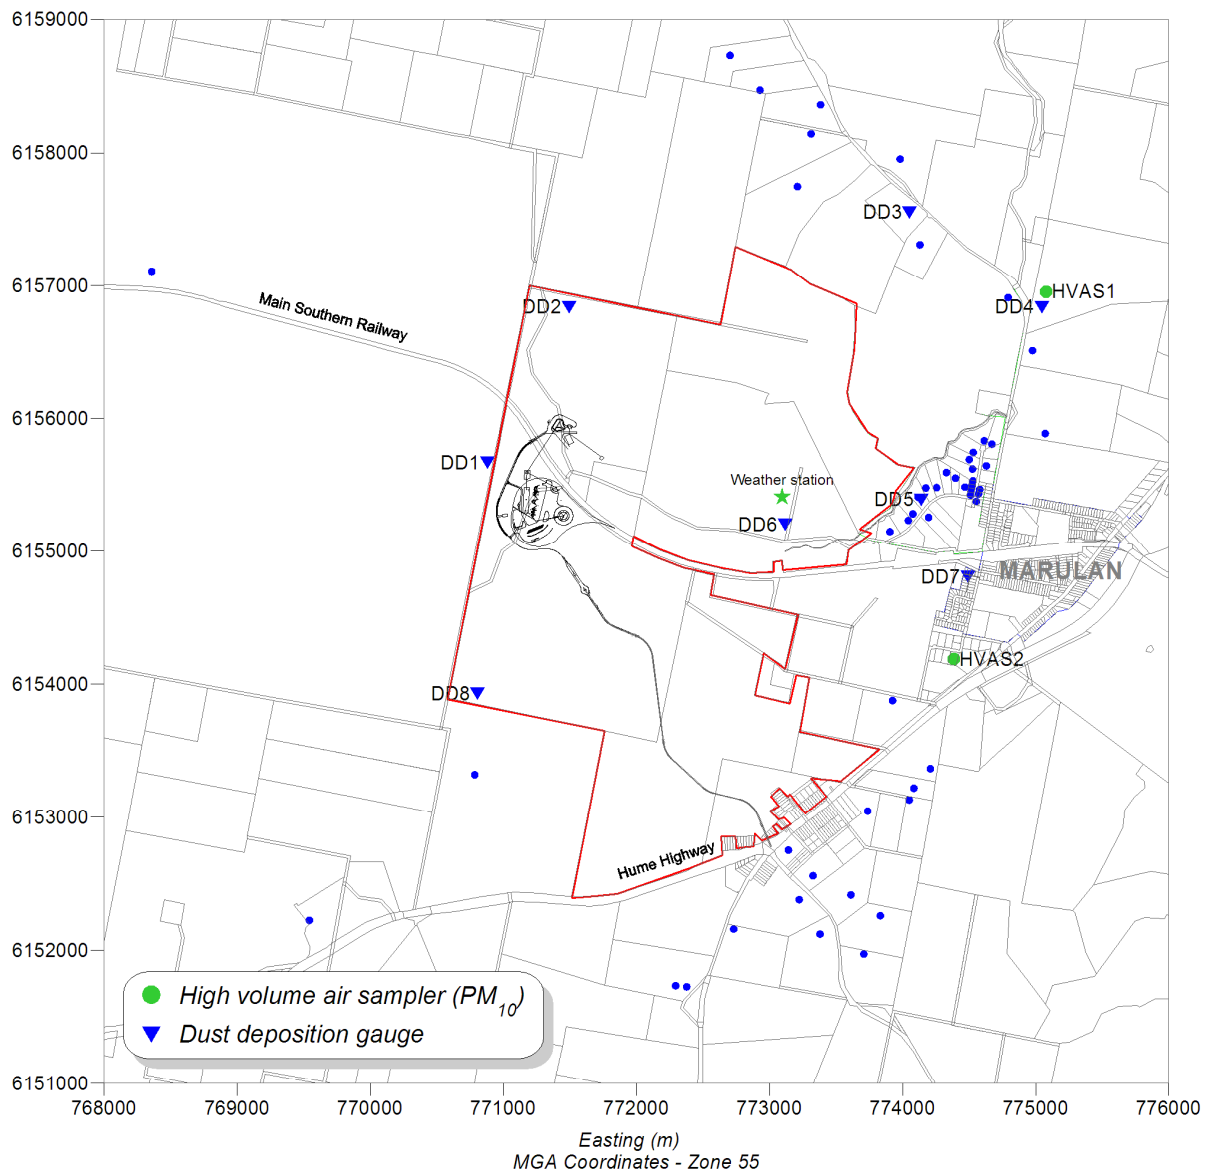 6159000
6158000
DD3
6157000
HVAS1
DD2
DD4
Main Southern Railway
6156000
DD1
Weather station
DD5
DD6
6155000
DD7
MARULAN
HVAS2
6154000
DD8
6153000
Hume Highway
6152000
High volume air sampler (PM10)
Dust deposition gauge
6151000
768000 769000 770000 771000 772000 773000 774000 775000 776000
Easting (m)
MGA Coordinates - Zone 55